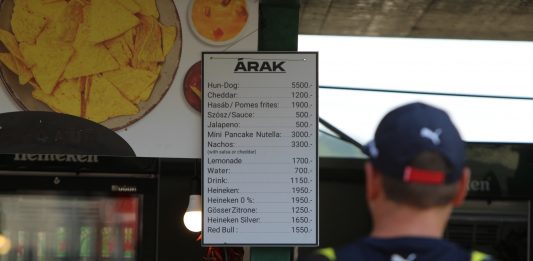 ÁRAK
Hun-Dog: 5500.-
Cheddar: 1200.-
Hasáb/ Pomes frites: 1900.-
Szósz/Sauce: 500.-
Jalapeno: 500.-
Mini Pancake Nutella: 3000.-
Nachos: 3300.-
(with salsa or cheddar)
Lemonade 1700.-
Water: 700.-
Drink: 1150.-
Heineken: 1950.-
Heineken 0 %: 1950.-
GösserZitrone: 1250.-
Heineken Silver: 1650.-
Red Bull : 1550.-
Heineken